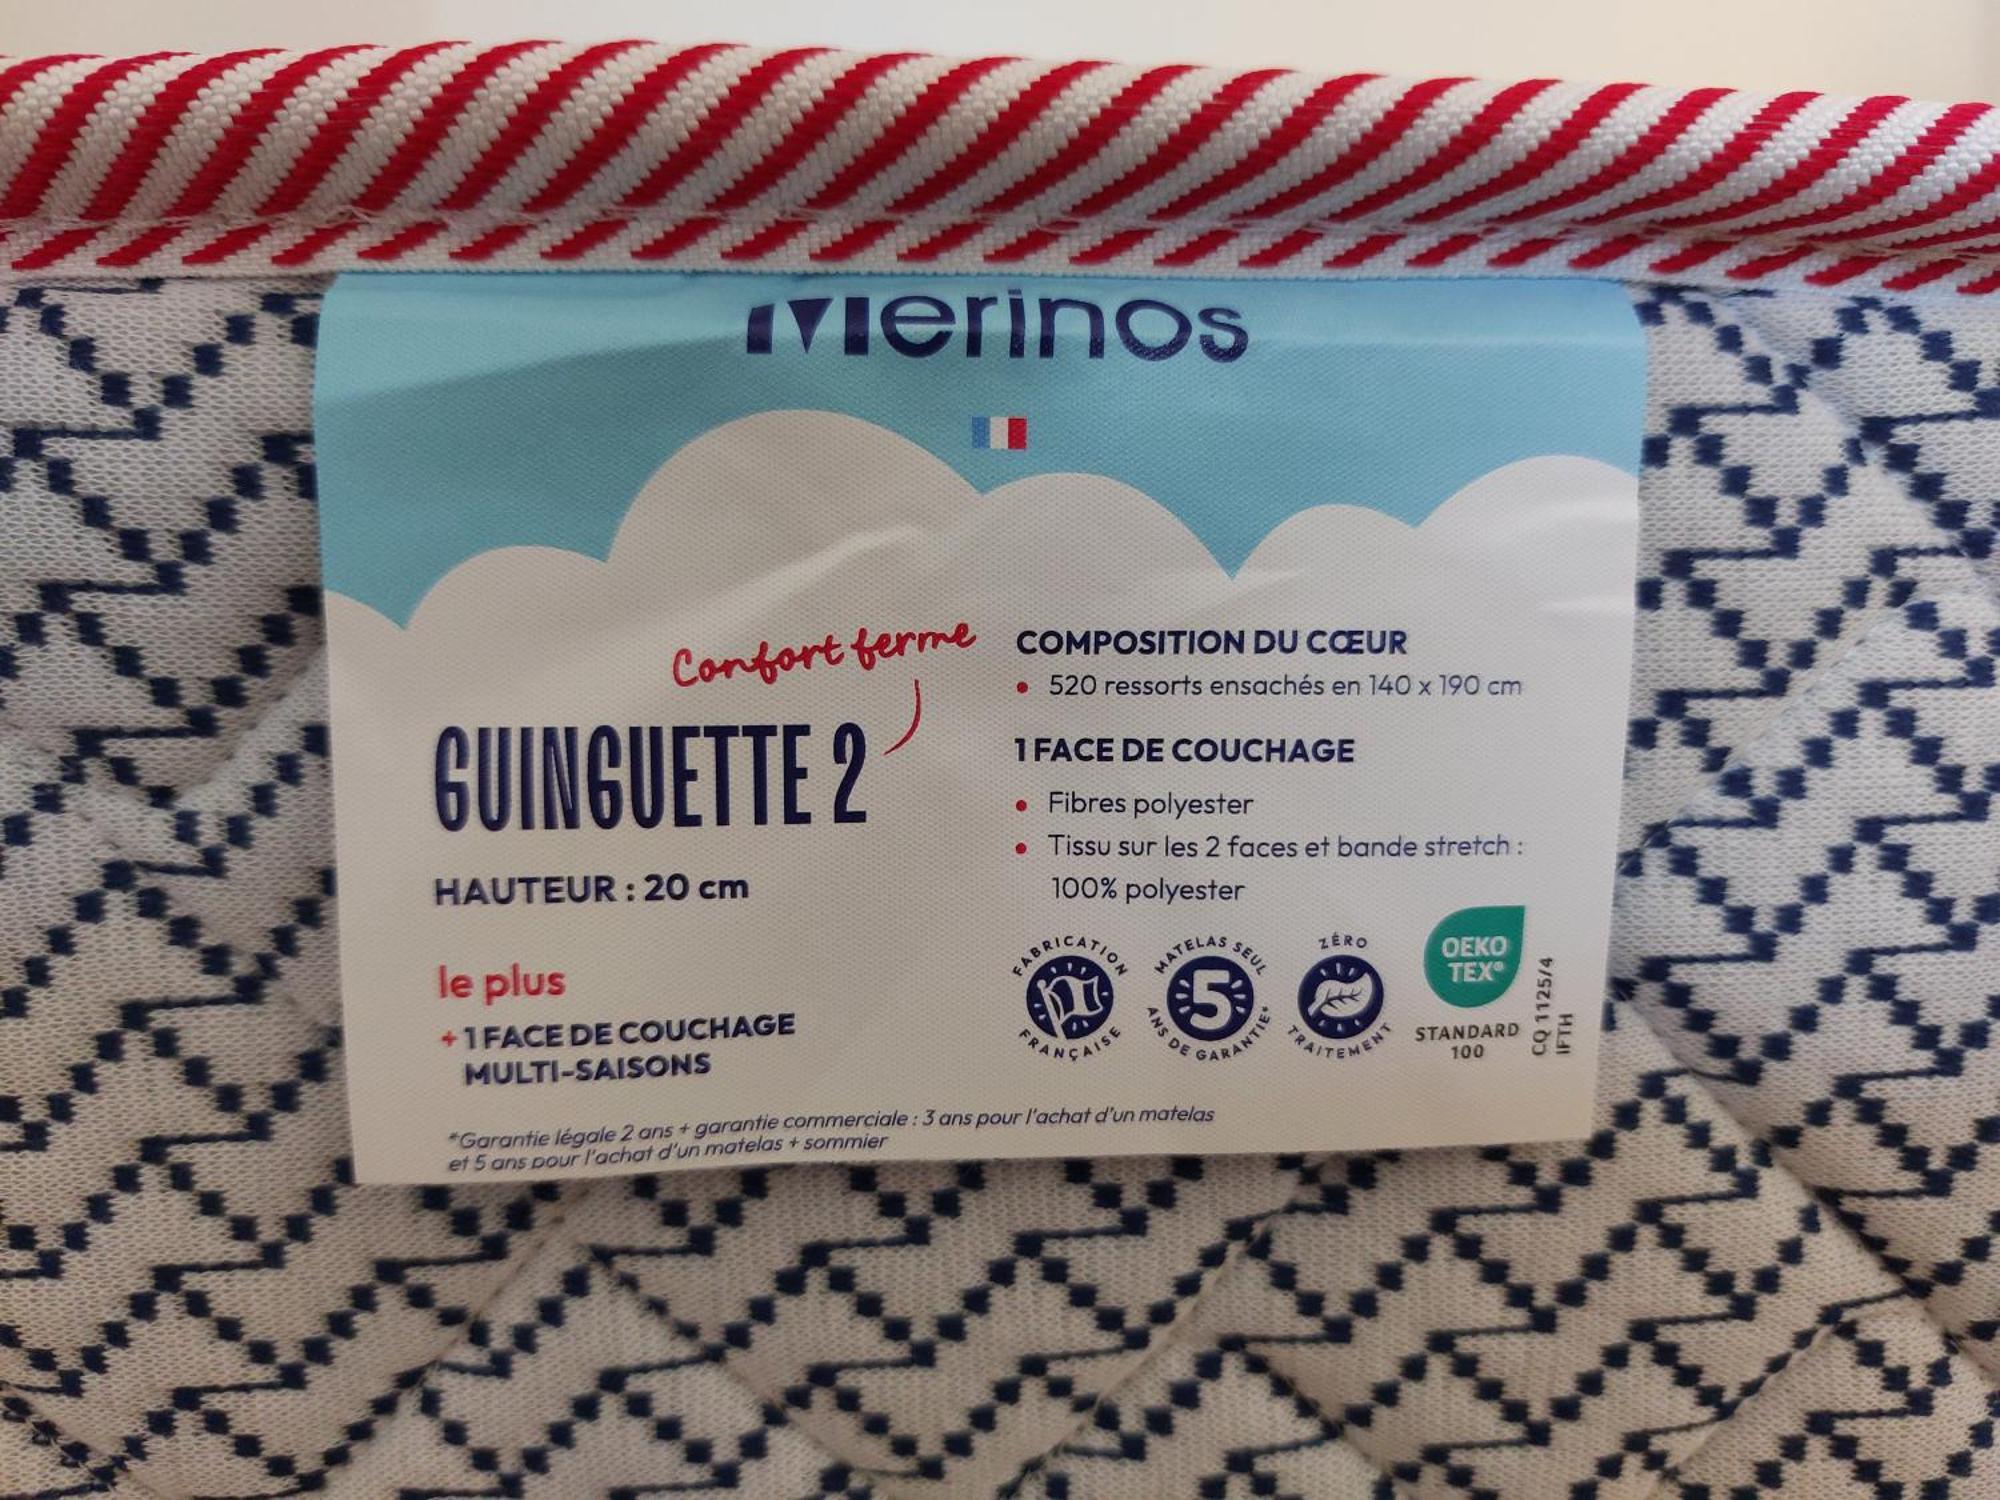 Merinos
Confort ferme
GUINGUETTE 2
HAUTEUR : 20 cm
le plus
+ 1 FACE DE COUCHAGE
MULTI-SAISONS
COMPOSITION DU CŒUR
• 520 ressorts ensachés en 140 x 190 cm
1 FACE DE COUCHAGE
• Fibres polyester
• Tissu sur les 2 faces et bande stretch :
100% polyester
FABRICATION FRANÇAISE
MATELAS SEUL 5 ANS DE GARANTIE*
ZÉRO TRAITEMENT
OEKO
TEX®
STANDARD
100
CQ 1125/4
IFTH
*Garantie légale 2 ans + garantie commerciale : 3 ans pour l'achat d'un matelas
et 5 ans pour l'achat d'un matelas + sommier